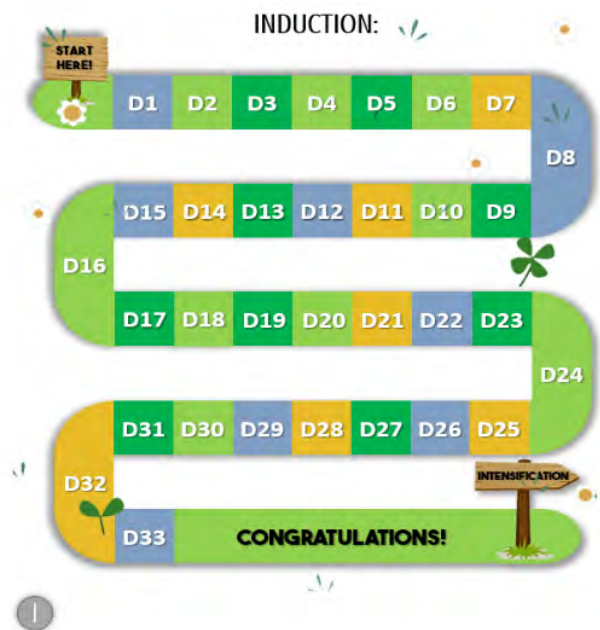 INDUCTION:
START
HERE!
D1 D2 D3 D4 D5 D6 D7
D8
D15 D14 D13 D12 D11 D10 D9
D16
D17 D18 D19 D20 D21 D22 D23
D24
D31 D30 D29 D28 D27 D26 D25
D32
INTENSIFICATION
D33 CONGRATULATIONS!
1